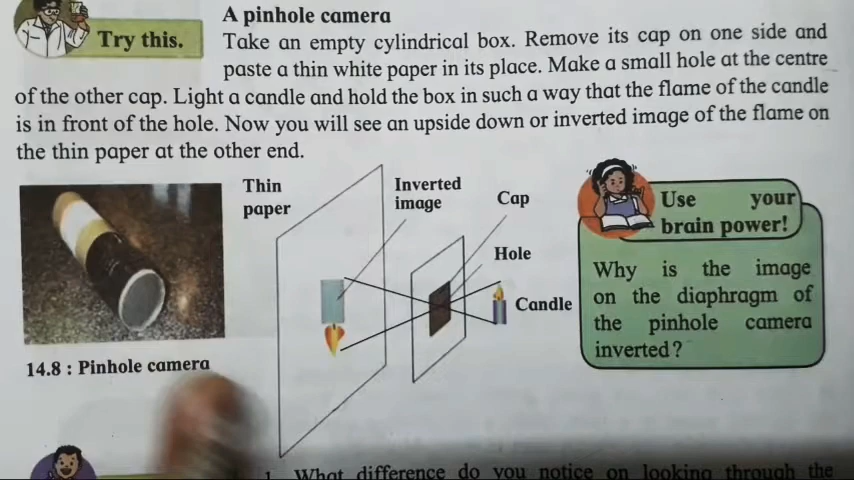 A pinhole camera
Try this.
Take an empty cylindrical box. Remove its cap on one side and
paste a thin white paper in its place. Make a small hole at the centre
of the other cap. Light a candle and hold the box in such a way that the flame of the candle
is in front of the hole. Now you will see an upside down or inverted image of the flame on
the thin paper at the other end.
Thin
paper
Inverted
image
Cap
Hole
Candle
14.8 : Pinhole camera
Use your
brain power!
Why is the image
on the diaphragm of
the pinhole camera
inverted?
1. What difference do you notice on looking through the